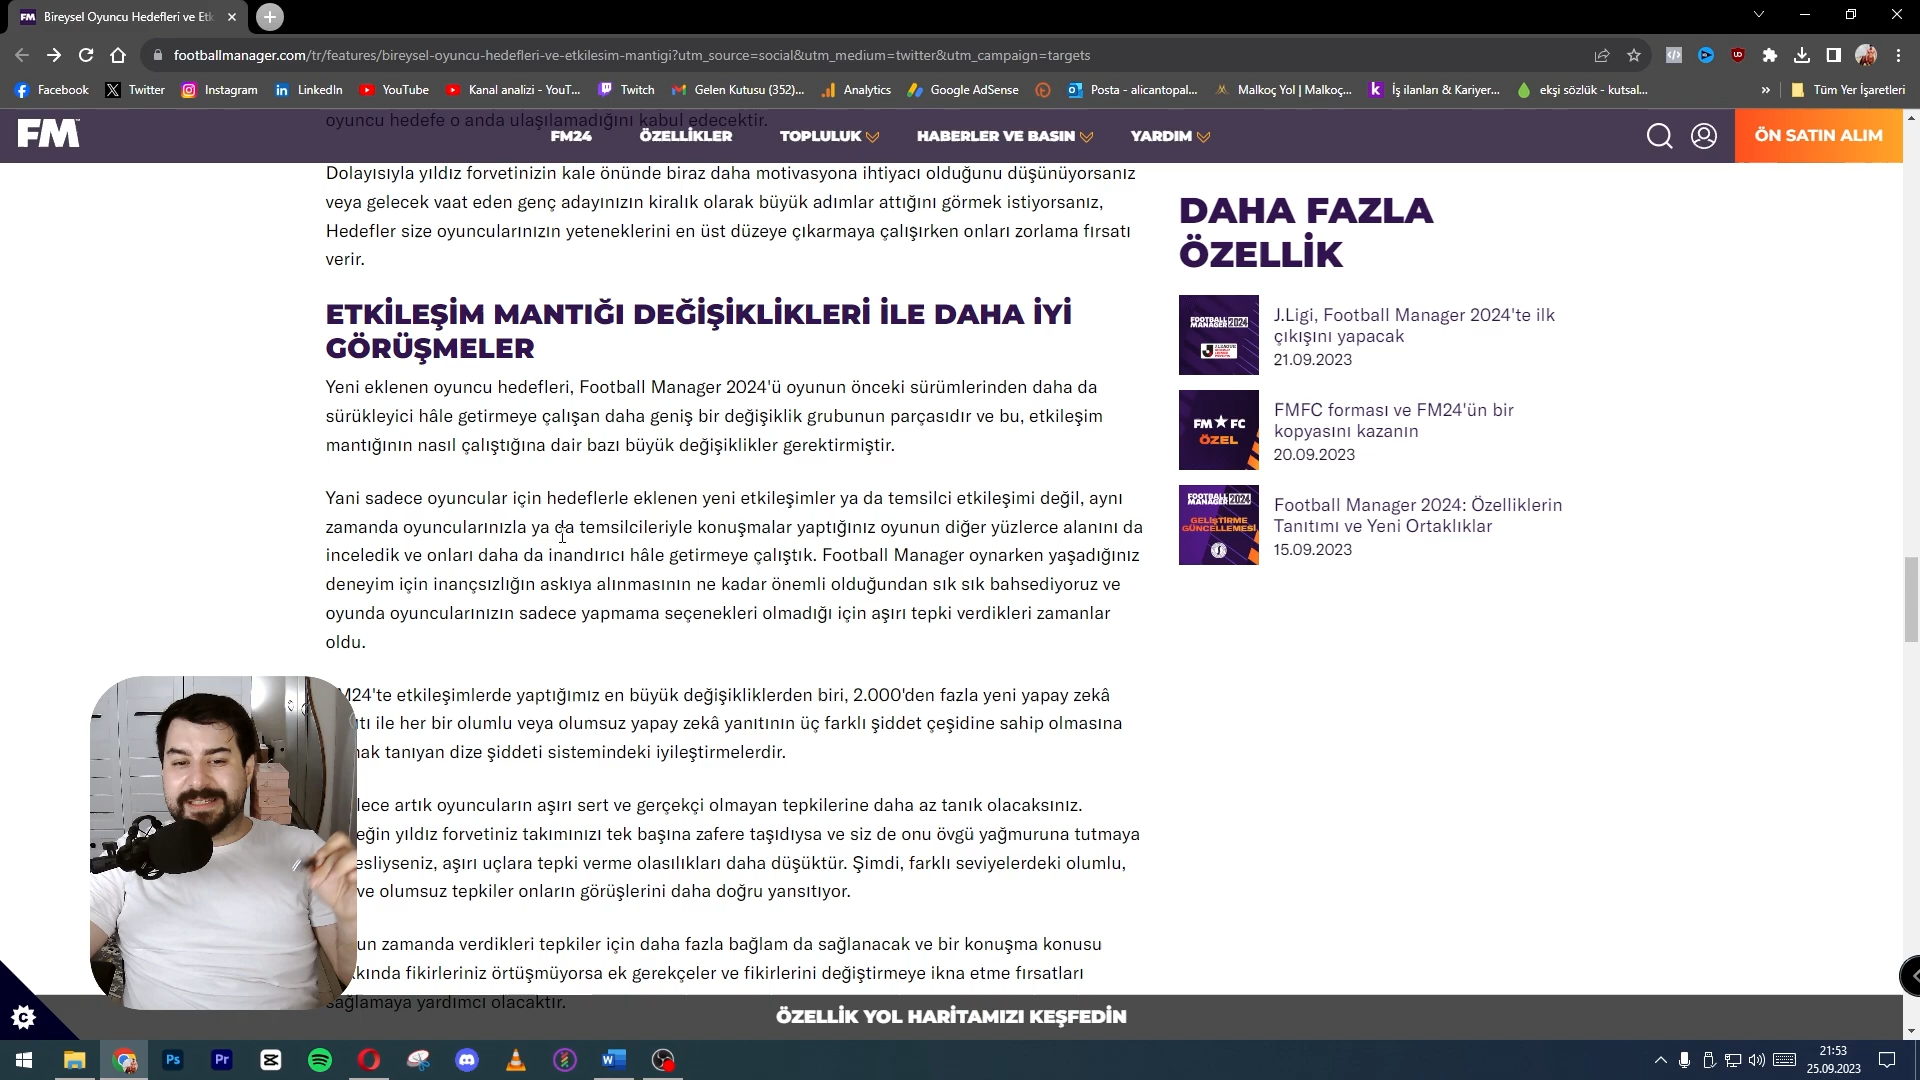 FM Bireysel Oyuncu Hedefleri ve Etk
footballmanager.com/tr/features/bireysel-oyuncu-hedefleri-ve-etkilesim-mantigi?utm_source=social&utm_medium=twitter&utm_campaign=targets
Facebook Twitter Instagram LinkedIn YouTube Kanal analizi - YouT... Twitch Gelen Kutusu (352)... Analytics Google AdSense Posta - alicantopal... Malkoç Yol | Malkoç... İş ilanları & Kariyer... ekşi sözlük - kutsal... » Tüm Yer İşaretleri
oyuncu hedefe o anda ulaşılamadığını kabul edecektir.
FM FM24 ÖZELLİKLER TOPLULUK HABERLER VE BASIN YARDIM ÖN SATIN ALIM
Dolayısıyla yıldız forvetinizin kale önünde biraz daha motivasyona ihtiyacı olduğunu düşünüyorsanız
veya gelecek vaat eden genç adayınızın kiralık olarak büyük adımlar attığını görmek istiyorsanız,
Hedefler size oyuncularınızın yeteneklerini en üst düzeye çıkarmaya çalışırken onları zorlama fırsatı
verir.
ETKİLEŞİM MANTIĞI DEĞİŞİKLİKLERİ İLE DAHA İYİ
GÖRÜŞMELER
Yeni eklenen oyuncu hedefleri, Football Manager 2024'ü oyunun önceki sürümlerinden daha da
sürükleyici hâle getirmeye çalışan daha geniş bir değişiklik grubunun parçasıdır ve bu, etkileşim
mantığının nasıl çalıştığına dair bazı büyük değişiklikler gerektirmiştir.
Yani sadece oyuncular için hedeflerle eklenen yeni etkileşimler ya da temsilci etkileşimi değil, aynı
zamanda oyuncularınızla ya da temsilcileriyle konuşmalar yaptığınız oyunun diğer yüzlerce alanını da
inceledik ve onları daha da inandırıcı hâle getirmeye çalıştık. Football Manager oynarken yaşadığınız
deneyim için inançsızlığın askıya alınmasının ne kadar önemli olduğundan sık sık bahsediyoruz ve
oyunda oyuncularınızın sadece yapmama seçenekleri olmadığı için aşırı tepki verdikleri zamanlar
oldu.
M24'te etkileşimlerde yaptığımız en büyük değişikliklerden biri, 2.000'den fazla yeni yapay zekâ
ile her bir olumlu veya olumsuz yapay zekâ yanıtının üç farklı şiddet çeşidine sahip olmasına
tanıyan dize şiddeti sistemindeki iyileştirmelerdir.
artık oyuncuların aşırı sert ve gerçekçi olmayan tepkilerine daha az tanık olacaksınız.
yıldız forvetiniz takımınızı tek başına zafere taşıdıysa ve siz de onu övgü yağmuruna tutmaya
aşırı uçlara tepki verme olasılıkları daha düşüktür. Şimdi, farklı seviyelerdeki olumlu,
ve olumsuz tepkiler onların görüşlerini daha doğru yansıtıyor.
zamanda verdikleri tepkiler için daha fazla bağlam da sağlanacak ve bir konuşma konusu
fikirleriniz örtüşmüyorsa ek gerekçeler ve fikirlerini değiştirmeye ikna etme fırsatları
sağlamaya yardımcı olacaktır.
DAHA FAZLA
ÖZELLİK
FOOTBALL MANAGER 2024
J.Ligi, Football Manager 2024'te ilk
çıkışını yapacak
21.09.2023
FM FC
ÖZEL
FMFC forması ve FM24'ün bir
kopyasını kazanın
20.09.2023
FOOTBALL MANAGER 2024
GELİŞTİRME
GÜNCELLEMESİ
Football Manager 2024: Özelliklerin
Tanıtımı ve Yeni Ortaklıklar
15.09.2023
ÖZELLİK YOL HARİTAMIZI KEŞFEDİN
Ps Pr
21:53
25.09.2023